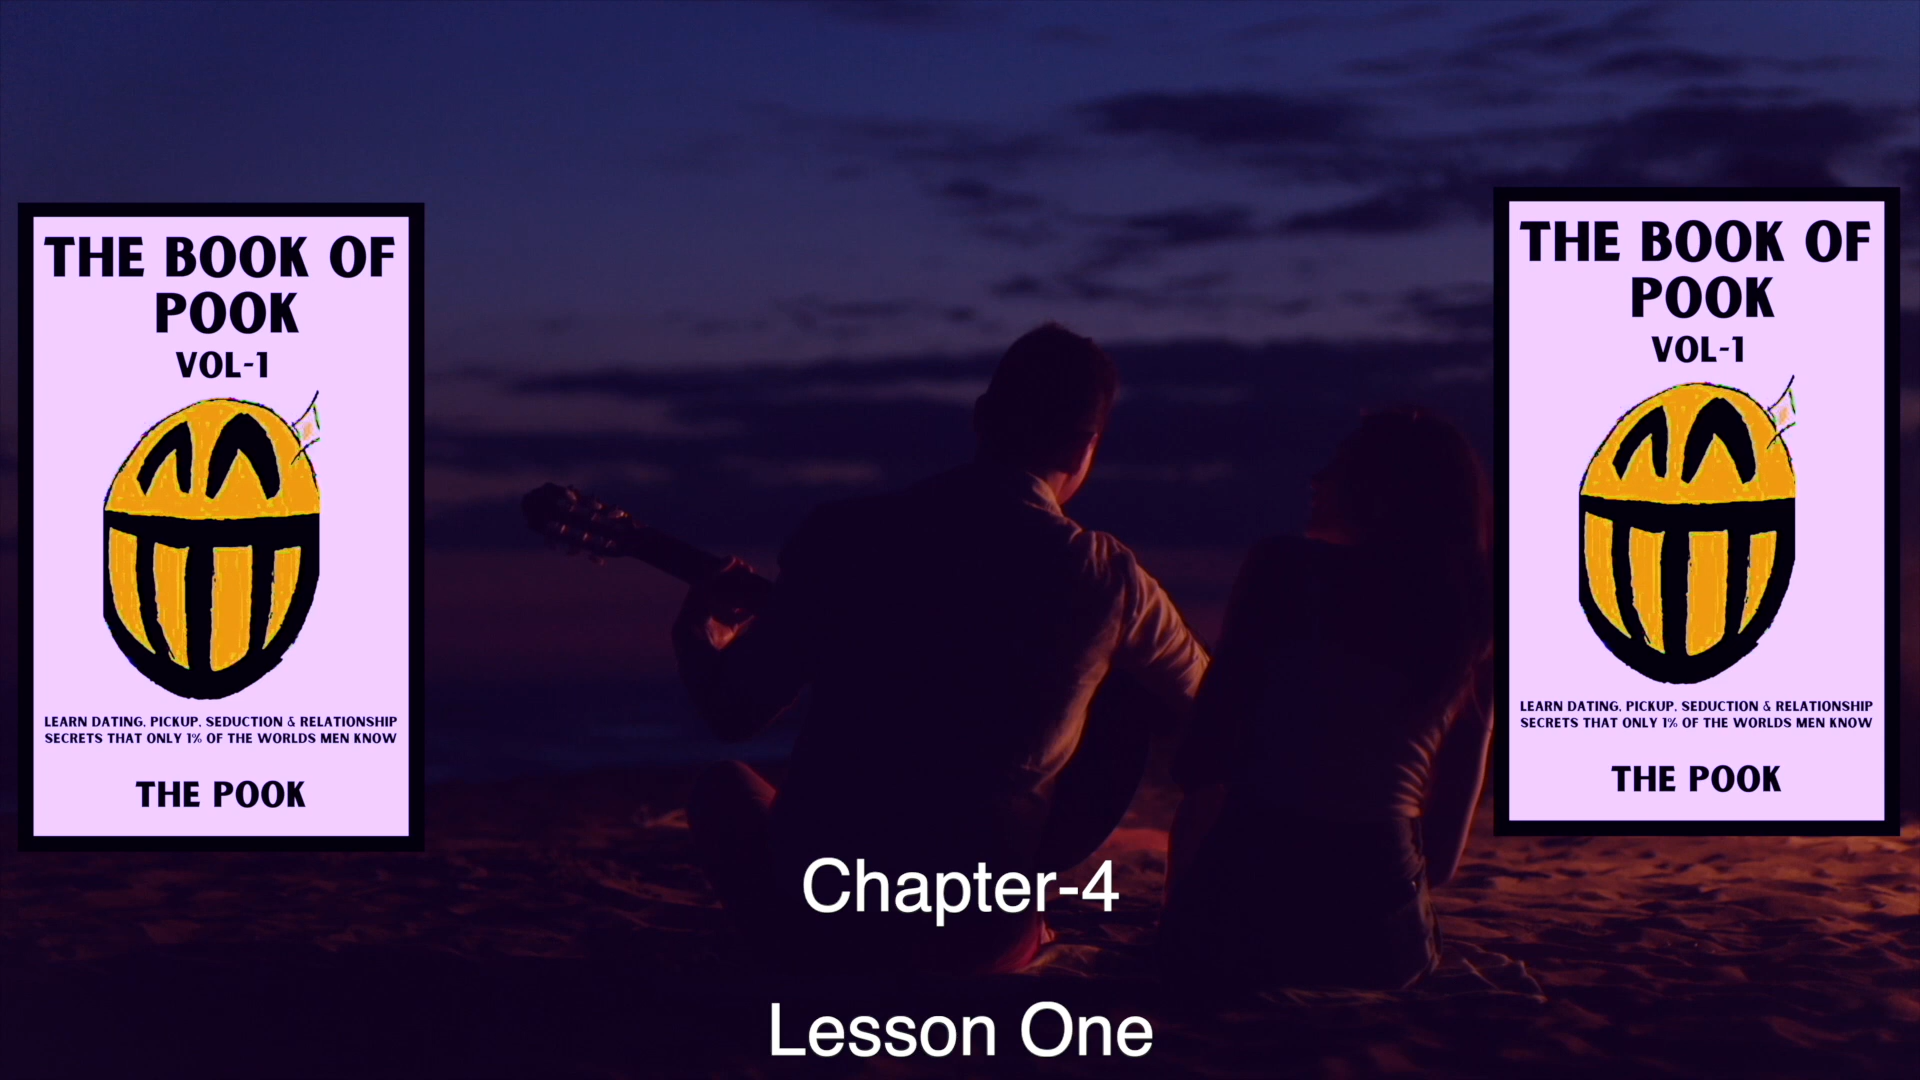 THE BOOK OF
POOK
VOL-1
LEARN DATING, PICKUP, SEDUCTION & RELATIONSHIP
SECRETS THAT ONLY 1% OF THE WORLDS MEN KNOW
THE POOK
THE BOOK OF
POOK
VOL-1
LEARN DATING, PICKUP, SEDUCTION & RELATIONSHIP
SECRETS THAT ONLY 1% OF THE WORLDS MEN KNOW
THE POOK
Chapter-4
Lesson One